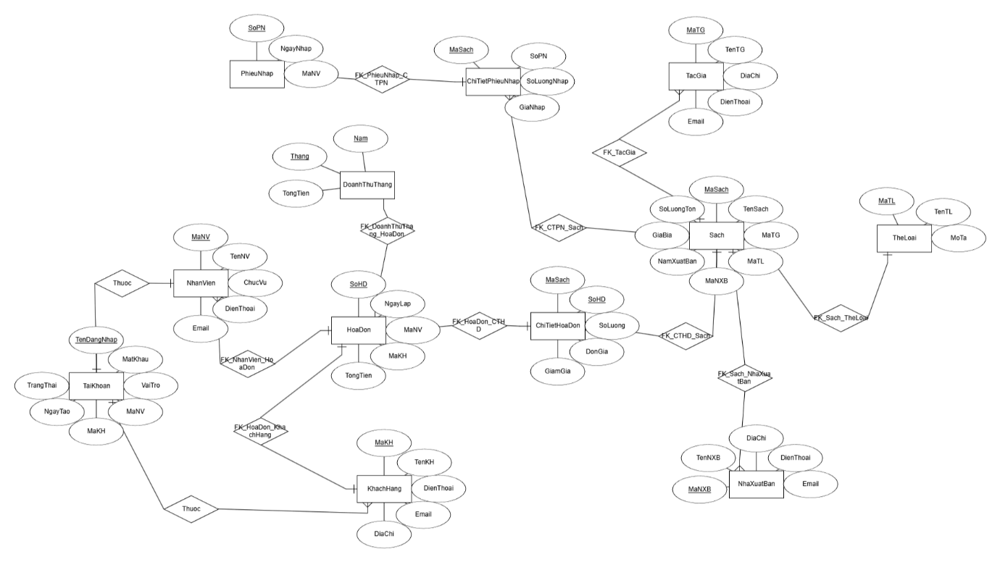 SoPN
NgayNhap
PhieuNhap
MaNV
FK_PhieuNhap_C
TPN
MaSach
SoPN
ChiTietPhieuNhap
SoLuongNhap
GiaNhap
MaTG
TenTG
TacGia
DiaChi
DienThoai
Email
FK_TacGia
Nam
Thang
DoanhThuThang
TongTien
FK_DoanhThuTha
ng_HoaDon
FK_CTPN_Sach
MaSach
SoLuongTon
TenSach
GiaBia
Sach
MaTG
NamXuatBan
MaTL
MaNXB
MaTL
TenTL
TheLoai
MoTa
FK_Sach_TheLoai
MaNV
TenNV
Thuoc
NhanVien
ChucVu
DienThoai
Email
FK_NhanVien_Ho
aDon
SoHD
NgayLap
HoaDon
MaNV
MaKH
TongTien
FK_HoaDon_CTH
D
MaSach
SoHD
ChiTietHoaDon
SoLuong
DonGia
GiamGia
FK_CTHD_Sach
FK_Sach_NhaXua
tBan
TenDangNhap
MatKhau
TrangThai
TaiKhoan
VaiTro
NgayTao
MaNV
MaKH
FK_HoaDon_Kha
chHang
Thuoc
MaKH
TenKH
KhachHang
DienThoai
Email
DiaChi
DiaChi
TenNXB
DienThoai
MaNXB
NhaXuatBan
Email